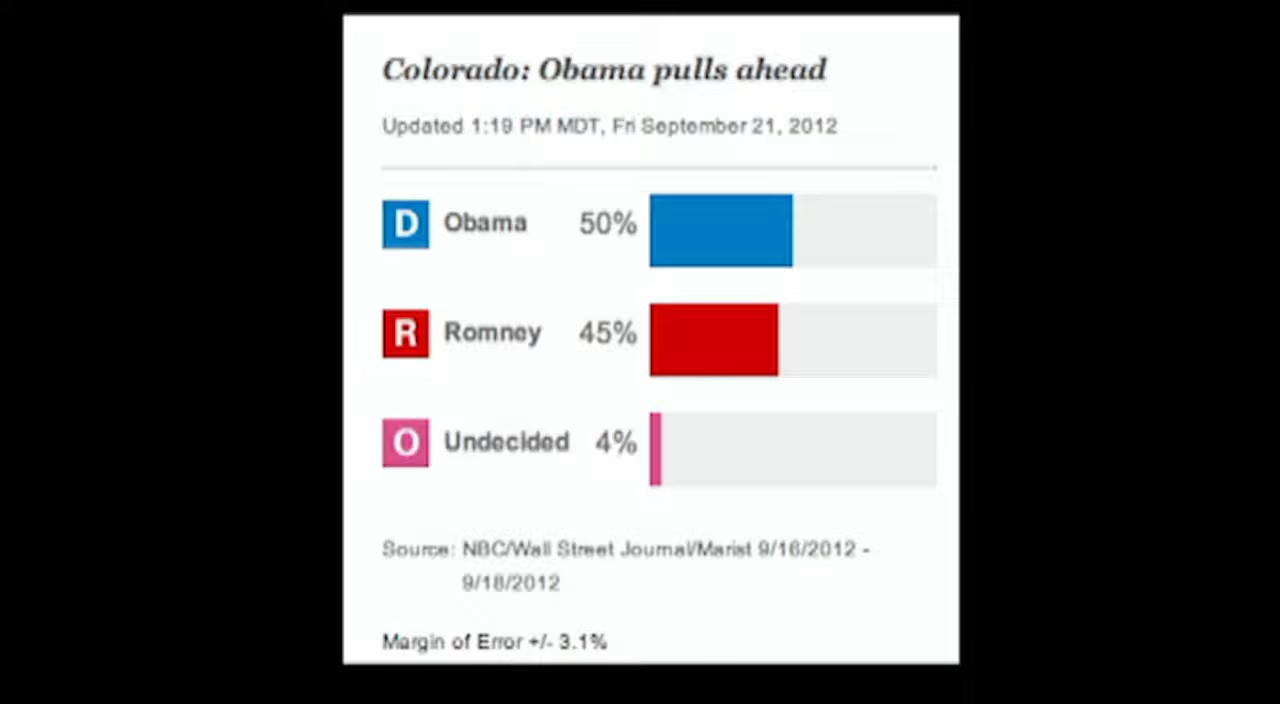 Colorado: Obama pulls ahead
Updated 1:19 PM MDT, Fri September 21, 2012
D Obama 50%
R Romney 45%
O Undecided 4%
Source: NBC/Wall Street Journal/Marist 9/16/2012 -
9/18/2012
Margin of Error +/- 3.1%